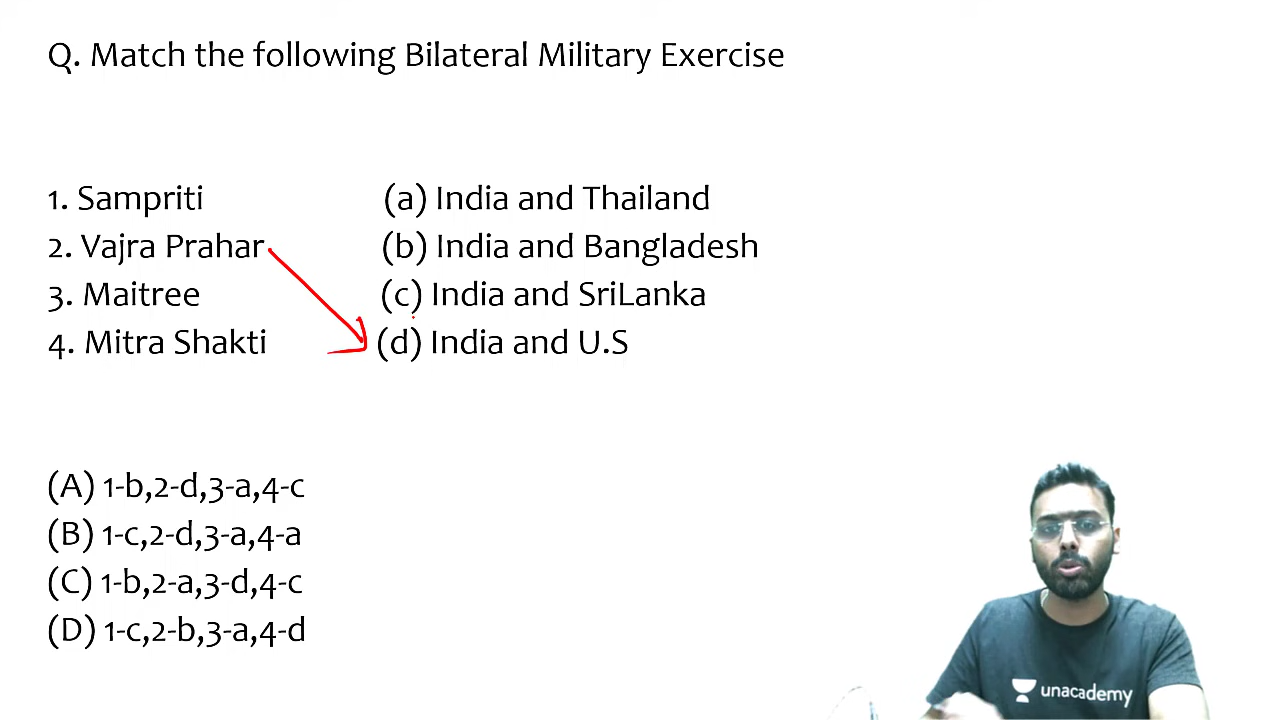 Q. Match the following Bilateral Military Exercise
1. Sampriti (a) India and Thailand
2. Vajra Prahar (b) India and Bangladesh
3. Maitree (c) India and SriLanka
4. Mitra Shakti (d) India and U.S
(A) 1-b,2-d,3-a,4-c
(B) 1-c,2-d,3-a,4-a
(C) 1-b,2-a,3-d,4-c
(D) 1-c,2-b,3-a,4-d
unacademy